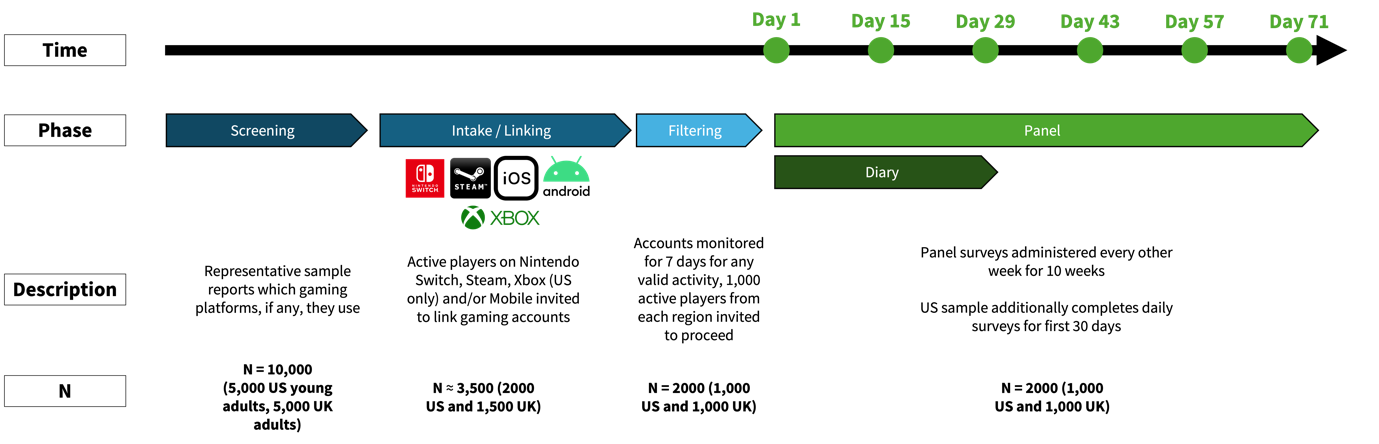 Day 1
Day 15
Day 29
Day 43
Day 57
Day 71
Time
Phase
Screening
Intake / Linking
Filtering
Panel
Diary
NINTENDO
SWITCH
STEAM™
iOS
android
XBOX
Description
Representative sample
reports which gaming
platforms, if any, they use
Active players on Nintendo
Switch, Steam, Xbox (US
only) and/or Mobile invited
to link gaming accounts
Accounts monitored
for 7 days for any
valid activity, 1,000
active players from
each region invited
to proceed
Panel surveys administered every other
week for 10 weeks
US sample additionally completes daily
surveys for first 30 days
N
N = 10,000
(5,000 US young
adults, 5,000 UK
adults)
N ≈ 3,500 (2000
US and 1,500 UK)
N = 2000 (1,000
US and 1,000 UK)
N = 2000 (1,000
US and 1,000 UK)